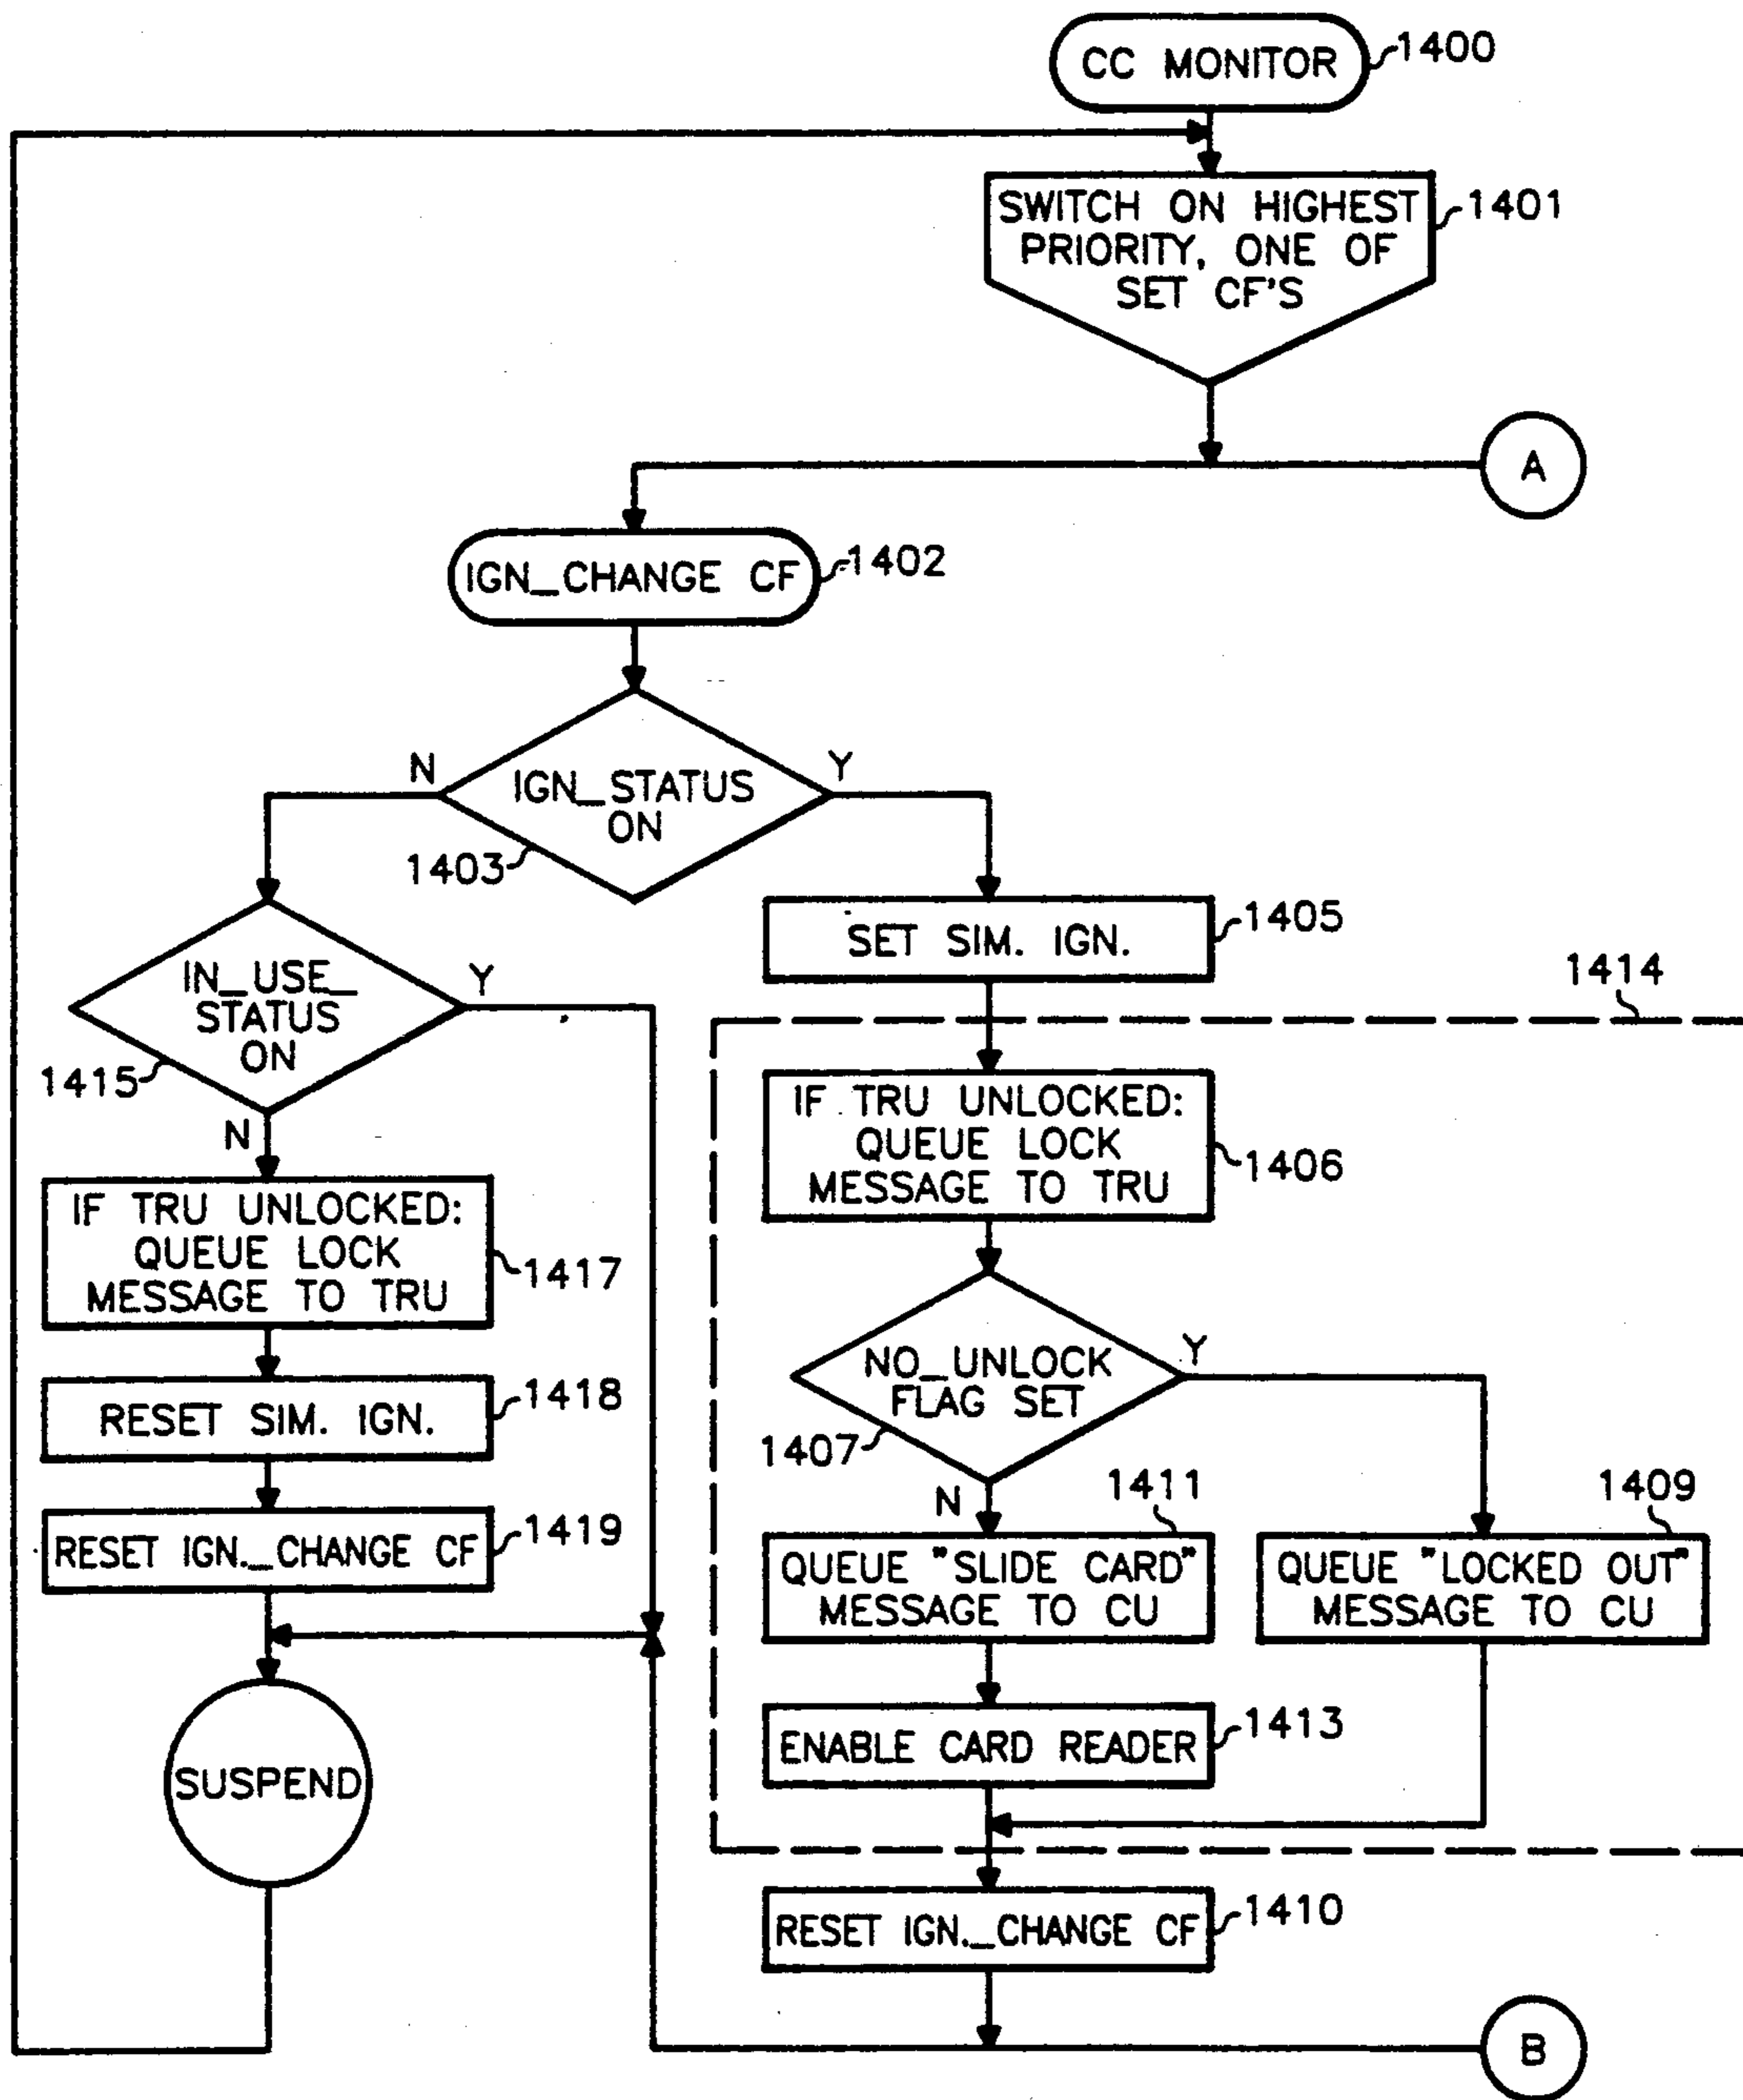 CC MONITOR
1400
SWITCH ON HIGHEST
PRIORITY, ONE OF
SET CF'S
1401
A
IGN_CHANGE CF
1402
N
Y
IGN_STATUS
ON
1403
SET SIM. IGN.
1405
IN_USE_
STATUS
ON
Y
1415
N
1414
IF TRU UNLOCKED:
QUEUE LOCK
MESSAGE TO TRU
1406
IF TRU UNLOCKED:
QUEUE LOCK
MESSAGE TO TRU
1417
NO_UNLOCK
FLAG SET
Y
1407
N
RESET SIM. IGN.
1418
1411
1409
RESET IGN._CHANGE CF
1419
QUEUE "SLIDE CARD"
MESSAGE TO CU
QUEUE "LOCKED OUT"
MESSAGE TO CU
SUSPEND
ENABLE CARD READER
1413
RESET IGN._CHANGE CF
1410
B